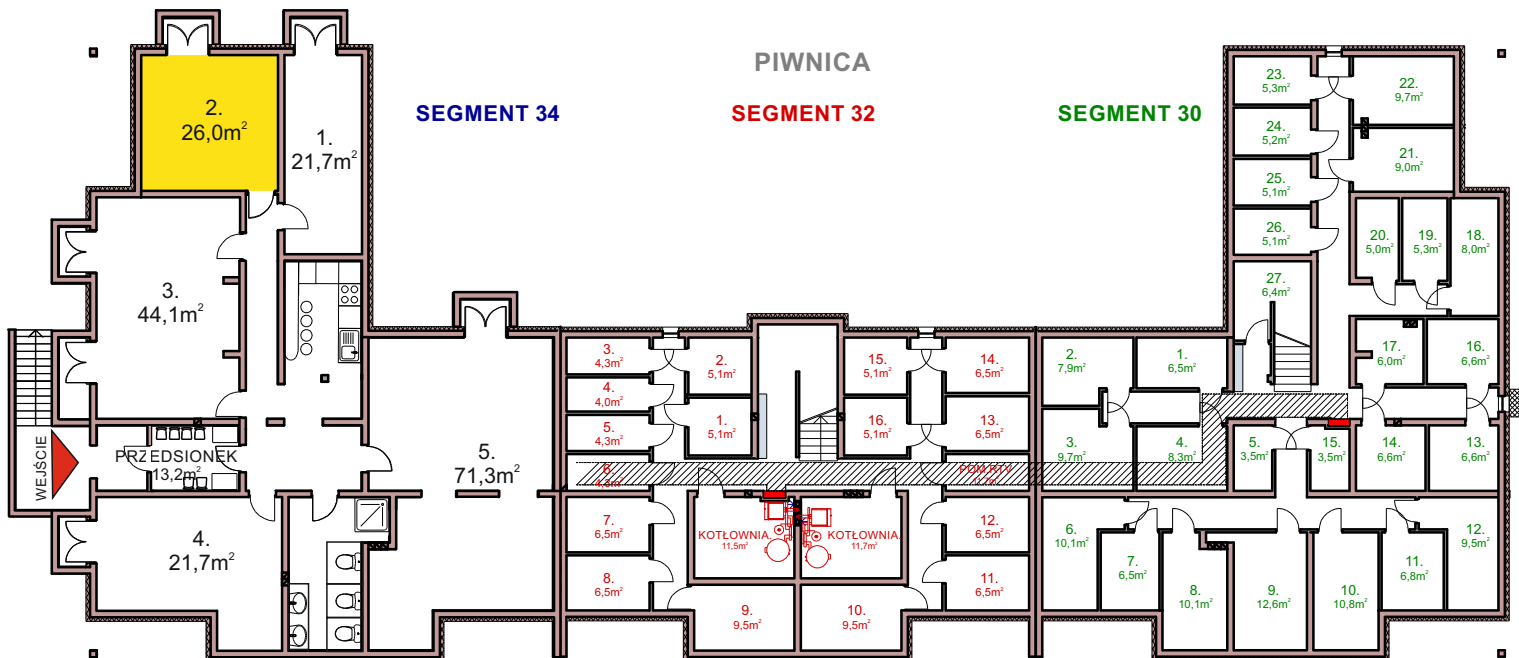 PIWNICA
SEGMENT 34
SEGMENT 32
SEGMENT 30
2.
26,0m²
1.
21,7m²
3.
44,1m²
WEJŚCIE
PRZEDSIONEK
13,2m²
4.
21,7m²
5.
71,3m²
3.
4,3m²
4.
4,0m²
5.
4,3m²
6.
4,3m²
7.
6,5m²
8.
6,5m²
2.
5,1m²
1.
5,1m²
15.
5,1m²
16.
5,1m²
14.
6,5m²
13.
6,5m²
POM.RTV
12.
6,5m²
11.
6,5m²
KOTŁOWNIA
11,5m²
KOTŁOWNIA
11,7m²
9.
9,5m²
10.
9,5m²
23.
5,3m²
24.
5,2m²
25.
5,1m²
26.
5,1m²
27.
6,4m²
22.
9,7m²
21.
9,0m²
20.
5,0m²
19.
5,3m²
18.
8,0m²
17.
6,0m²
16.
6,6m²
2.
7,9m²
1.
6,5m²
3.
9,7m²
4.
8,3m²
5.
3,5m²
15.
3,5m²
14.
6,6m²
13.
6,6m²
6.
10,1m²
7.
6,5m²
8.
10,1m²
9.
12,6m²
10.
10,8m²
11.
6,8m²
12.
9,5m²